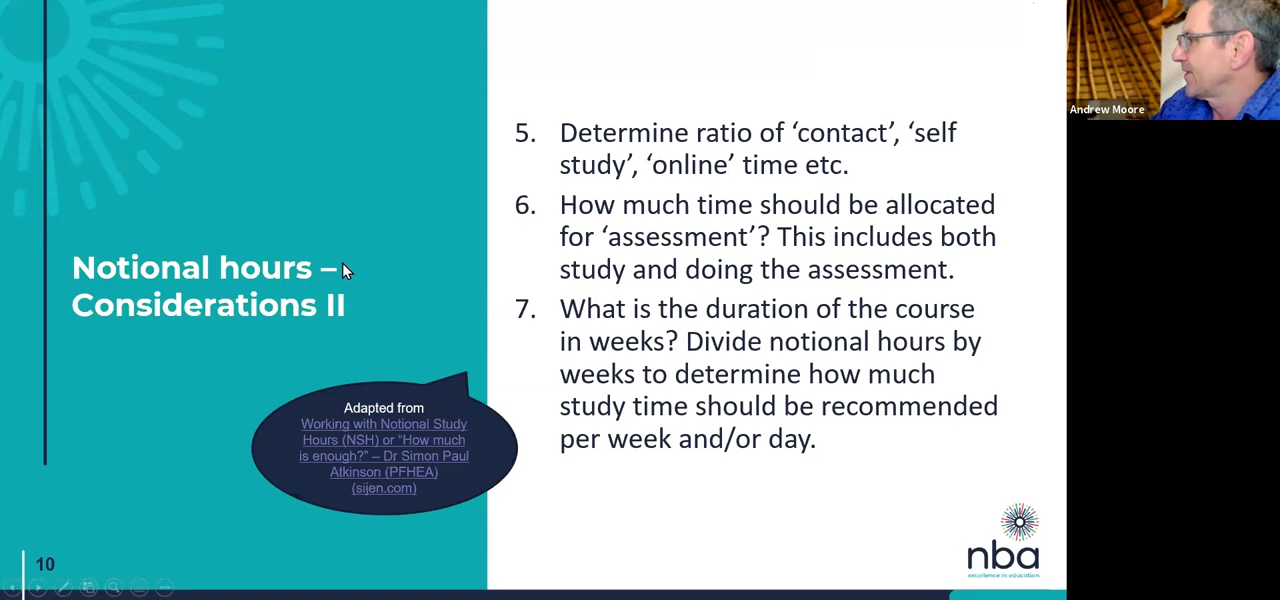 Notional hours –
Considerations II
Adapted from
Working with Notional Study
Hours (NSH) or “How much
is enough?” – Dr Simon Paul
Atkinson (PFHEA)
(sijen.com)
10
5. Determine ratio of ‘contact’, ‘self
study’, ‘online’ time etc.
6. How much time should be allocated
for ‘assessment’? This includes both
study and doing the assessment.
7. What is the duration of the course
in weeks? Divide notional hours by
weeks to determine how much
study time should be recommended
per week and/or day.
nba
excellence in education
Andrew Moore